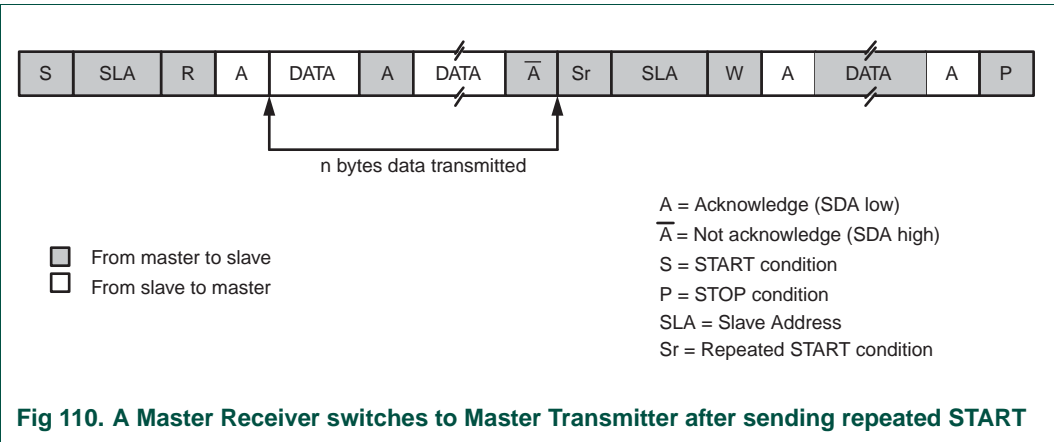 S SLA R A DATA A DATA A̅ Sr SLA W A DATA A P
n bytes data transmitted
From master to slave
From slave to master
A = Acknowledge (SDA low)
A̅ = Not acknowledge (SDA high)
S = START condition
P = STOP condition
SLA = Slave Address
Sr = Repeated START condition
Fig 110. A Master Receiver switches to Master Transmitter after sending repeated START